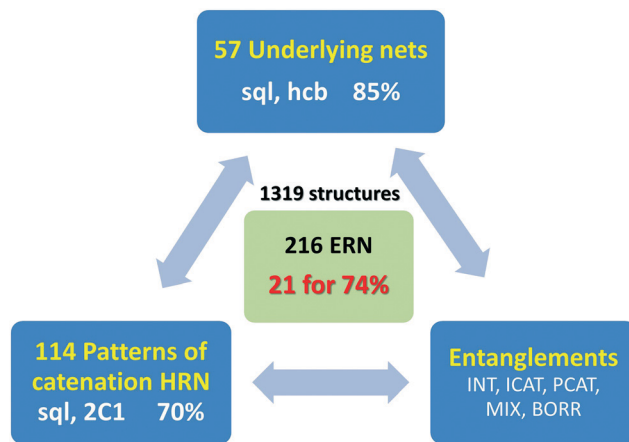 57 Underlying nets
sql, hcb 85%
1319 structures
216 ERN
21 for 74%
114 Patterns of
catenation HRN
sql, 2C1 70%
Entanglements
INT, ICAT, PCAT,
MIX, BORR